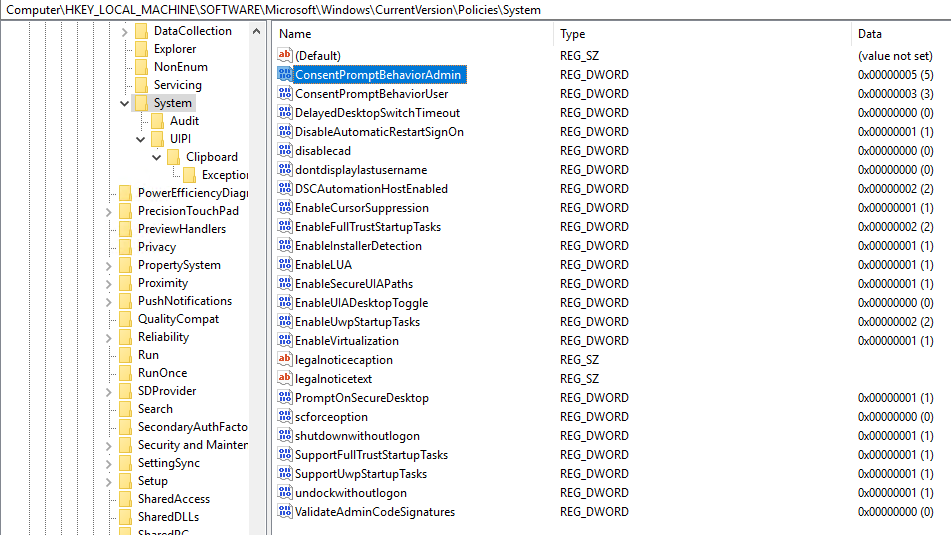 Computer\HKEY_LOCAL_MACHINE\SOFTWARE\Microsoft\Windows\CurrentVersion\Policies\System
DataCollection
Explorer
NonEnum
Servicing
System
Audit
UIPI
Clipboard
Exception
PowerEfficiencyDiagn
PrecisionTouchPad
PreviewHandlers
Privacy
PropertySystem
Proximity
PushNotifications
QualityCompat
Reliability
Run
RunOnce
SDProvider
Search
SecondaryAuthFacto
Security and Mainten
SettingSync
Setup
SharedAccess
SharedDLLs
SharedPC
Name Type Data
(Default) REG_SZ (value not set)
ConsentPromptBehaviorAdmin REG_DWORD 0x00000005 (5)
ConsentPromptBehaviorUser REG_DWORD 0x00000003 (3)
DelayedDesktopSwitchTimeout REG_DWORD 0x00000000 (0)
DisableAutomaticRestartSignOn REG_DWORD 0x00000001 (1)
disablecad REG_DWORD 0x00000000 (0)
dontdisplaylastusername REG_DWORD 0x00000000 (0)
DSCAutomationHostEnabled REG_DWORD 0x00000002 (2)
EnableCursorSuppression REG_DWORD 0x00000001 (1)
EnableFullTrustStartupTasks REG_DWORD 0x00000002 (2)
EnableInstallerDetection REG_DWORD 0x00000001 (1)
EnableLUA REG_DWORD 0x00000001 (1)
EnableSecureUIAPaths REG_DWORD 0x00000001 (1)
EnableUIADesktopToggle REG_DWORD 0x00000000 (0)
EnableUwpStartupTasks REG_DWORD 0x00000002 (2)
EnableVirtualization REG_DWORD 0x00000001 (1)
legalnoticecaption REG_SZ
legalnoticetext REG_SZ
PromptOnSecureDesktop REG_DWORD 0x00000001 (1)
scforceoption REG_DWORD 0x00000000 (0)
shutdownwithoutlogon REG_DWORD 0x00000001 (1)
SupportFullTrustStartupTasks REG_DWORD 0x00000001 (1)
SupportUwpStartupTasks REG_DWORD 0x00000001 (1)
undockwithoutlogon REG_DWORD 0x00000001 (1)
ValidateAdminCodeSignatures REG_DWORD 0x00000000 (0)